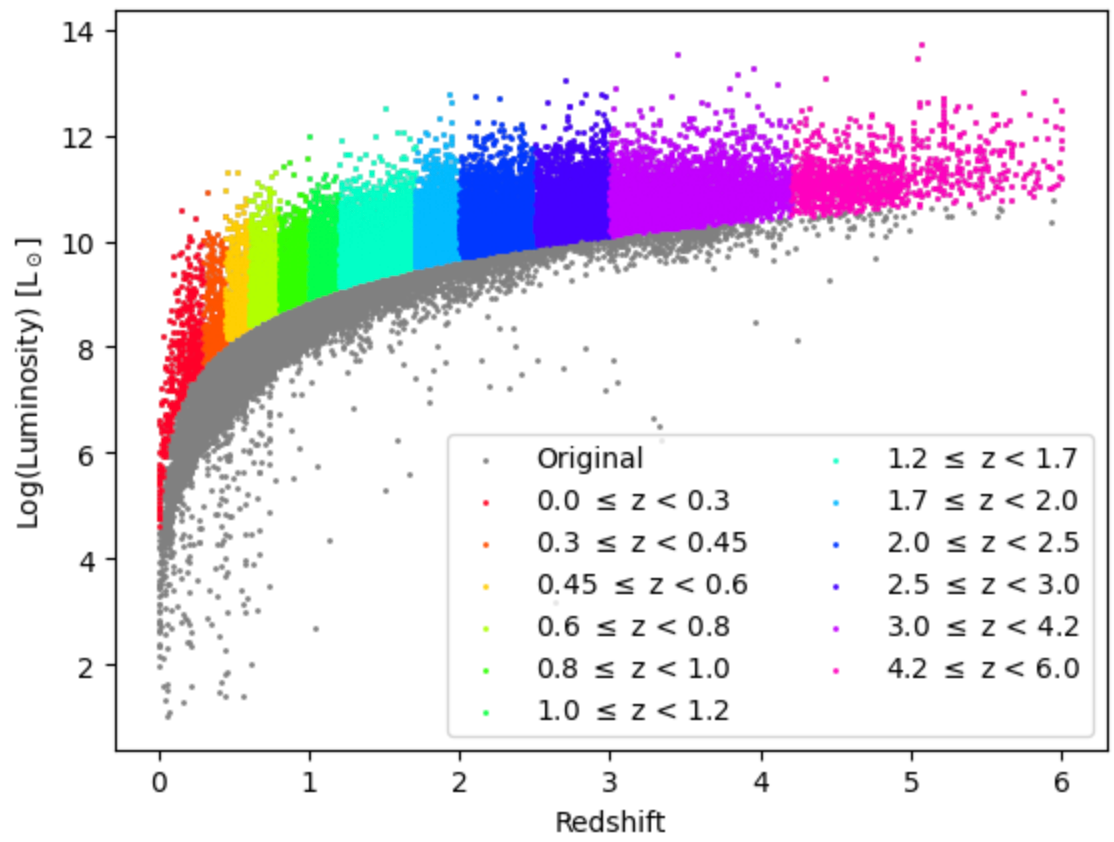 14
12
10
8
6
4
2
Log(Luminosity) [L⊙]
Original
0.0 ≤ z < 0.3
0.3 ≤ z < 0.45
0.45 ≤ z < 0.6
0.6 ≤ z < 0.8
0.8 ≤ z < 1.0
1.0 ≤ z < 1.2
1.2 ≤ z < 1.7
1.7 ≤ z < 2.0
2.0 ≤ z < 2.5
2.5 ≤ z < 3.0
3.0 ≤ z < 4.2
4.2 ≤ z < 6.0
0 1 2 3 4 5 6
Redshift